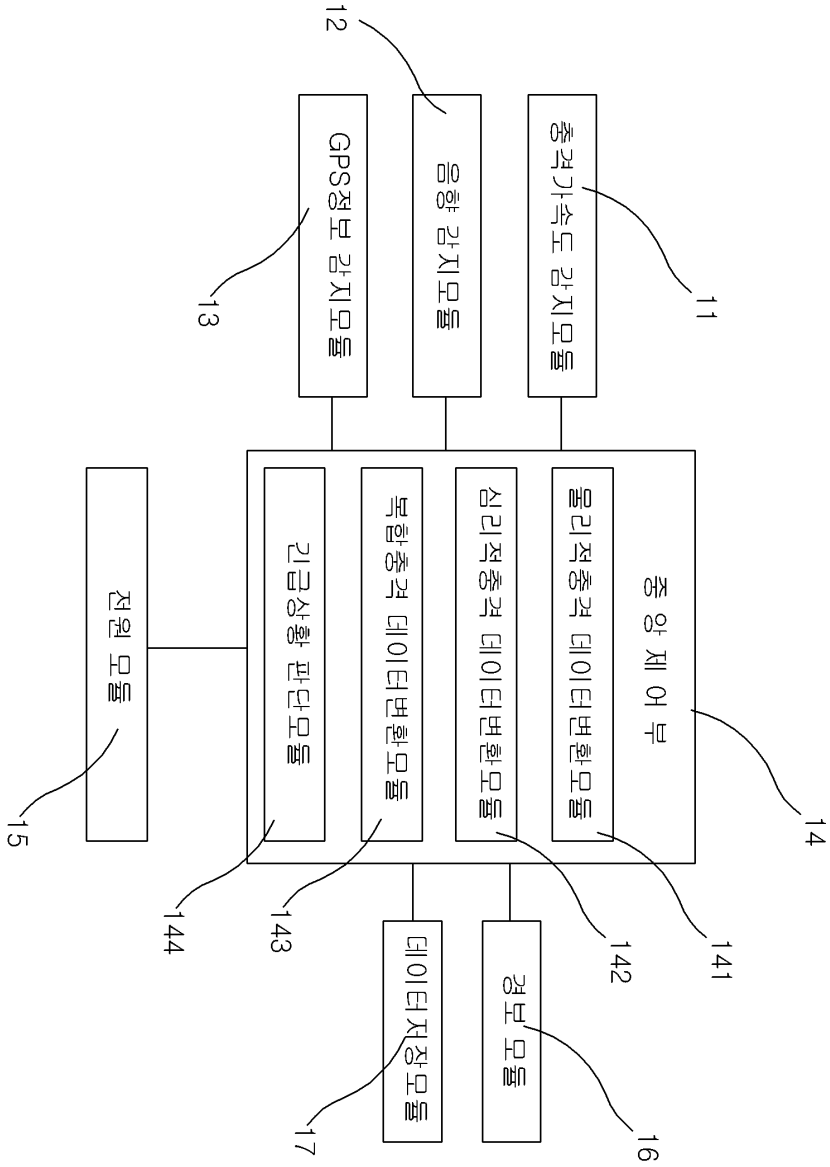 11
충격가속도 감지모듈
12
음향 감지모듈
13
GPS정보 감지모듈
14
중앙제어부
141
물리적충격 데이터변환모듈
142
심리적충격 데이터변환모듈
143
복합충격 데이터변환모듈
144
긴급상황 판단모듈
16
경보 모듈
17
데이터저장모듈
15
전원 모듈